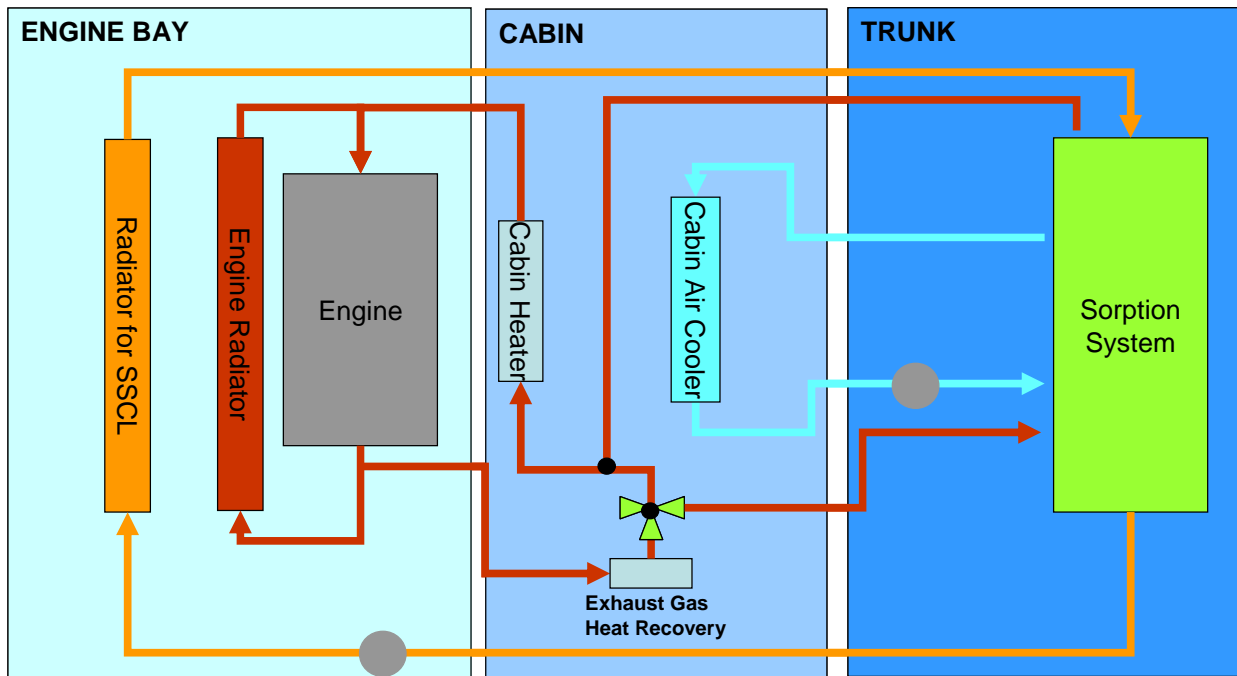 ENGINE BAY
CABIN
TRUNK
Radiator for SSCL
Engine Radiator
Engine
Cabin Heater
Cabin Air Cooler
Sorption
System
Exhaust Gas
Heat Recovery